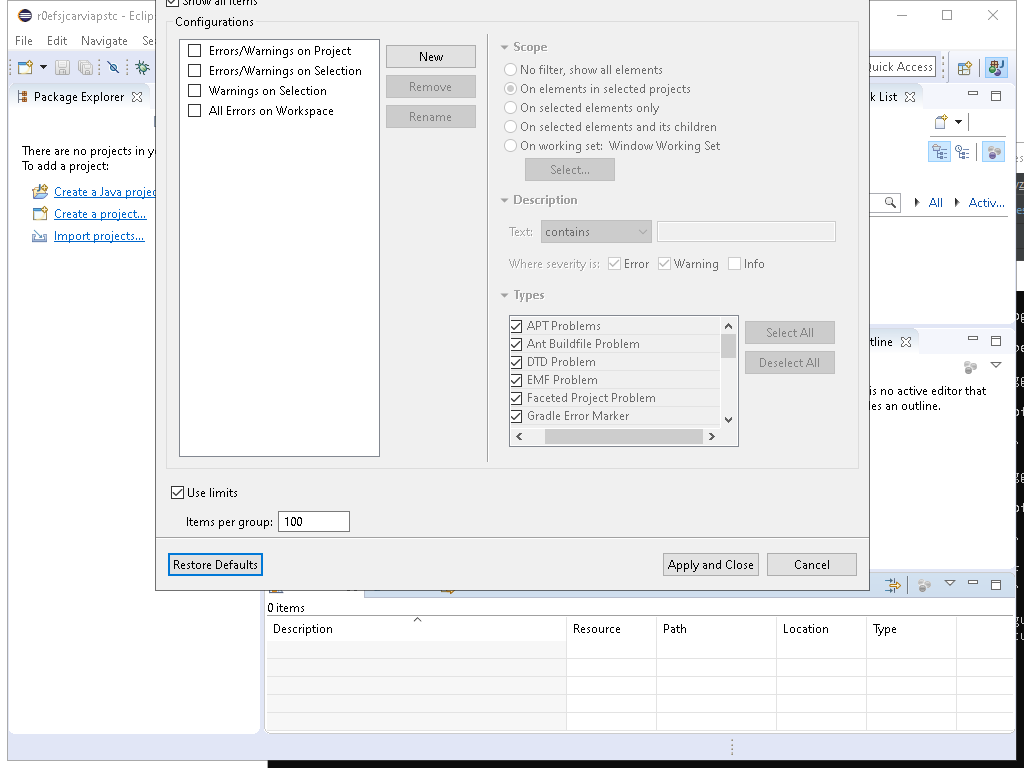 r0efsjcarviapstc - Eclip
Show all items
File Edit Navigate Se
Configurations
Errors/Warnings on Project
Errors/Warnings on Selection
Warnings on Selection
All Errors on Workspace
New
Remove
Rename
Scope
No filter, show all elements
On elements in selected projects
On selected elements only
On selected elements and its children
On working set: Window Working Set
Select...
Description
Text: contains
Where severity is: Error Warning Info
Types
APT Problems
Ant Buildfile Problem
DTD Problem
EMF Problem
Faceted Project Problem
Gradle Error Marker
Select All
Deselect All
Use limits
Items per group: 100
Restore Defaults
Apply and Close
Cancel
Package Explorer
There are no projects in y
To add a project:
Create a Java projec
Create a project...
Import projects...
Quick Access
k List
All
Activ...
tline
is no active editor that
es an outline.
0 items
Description Resource Path Location Type